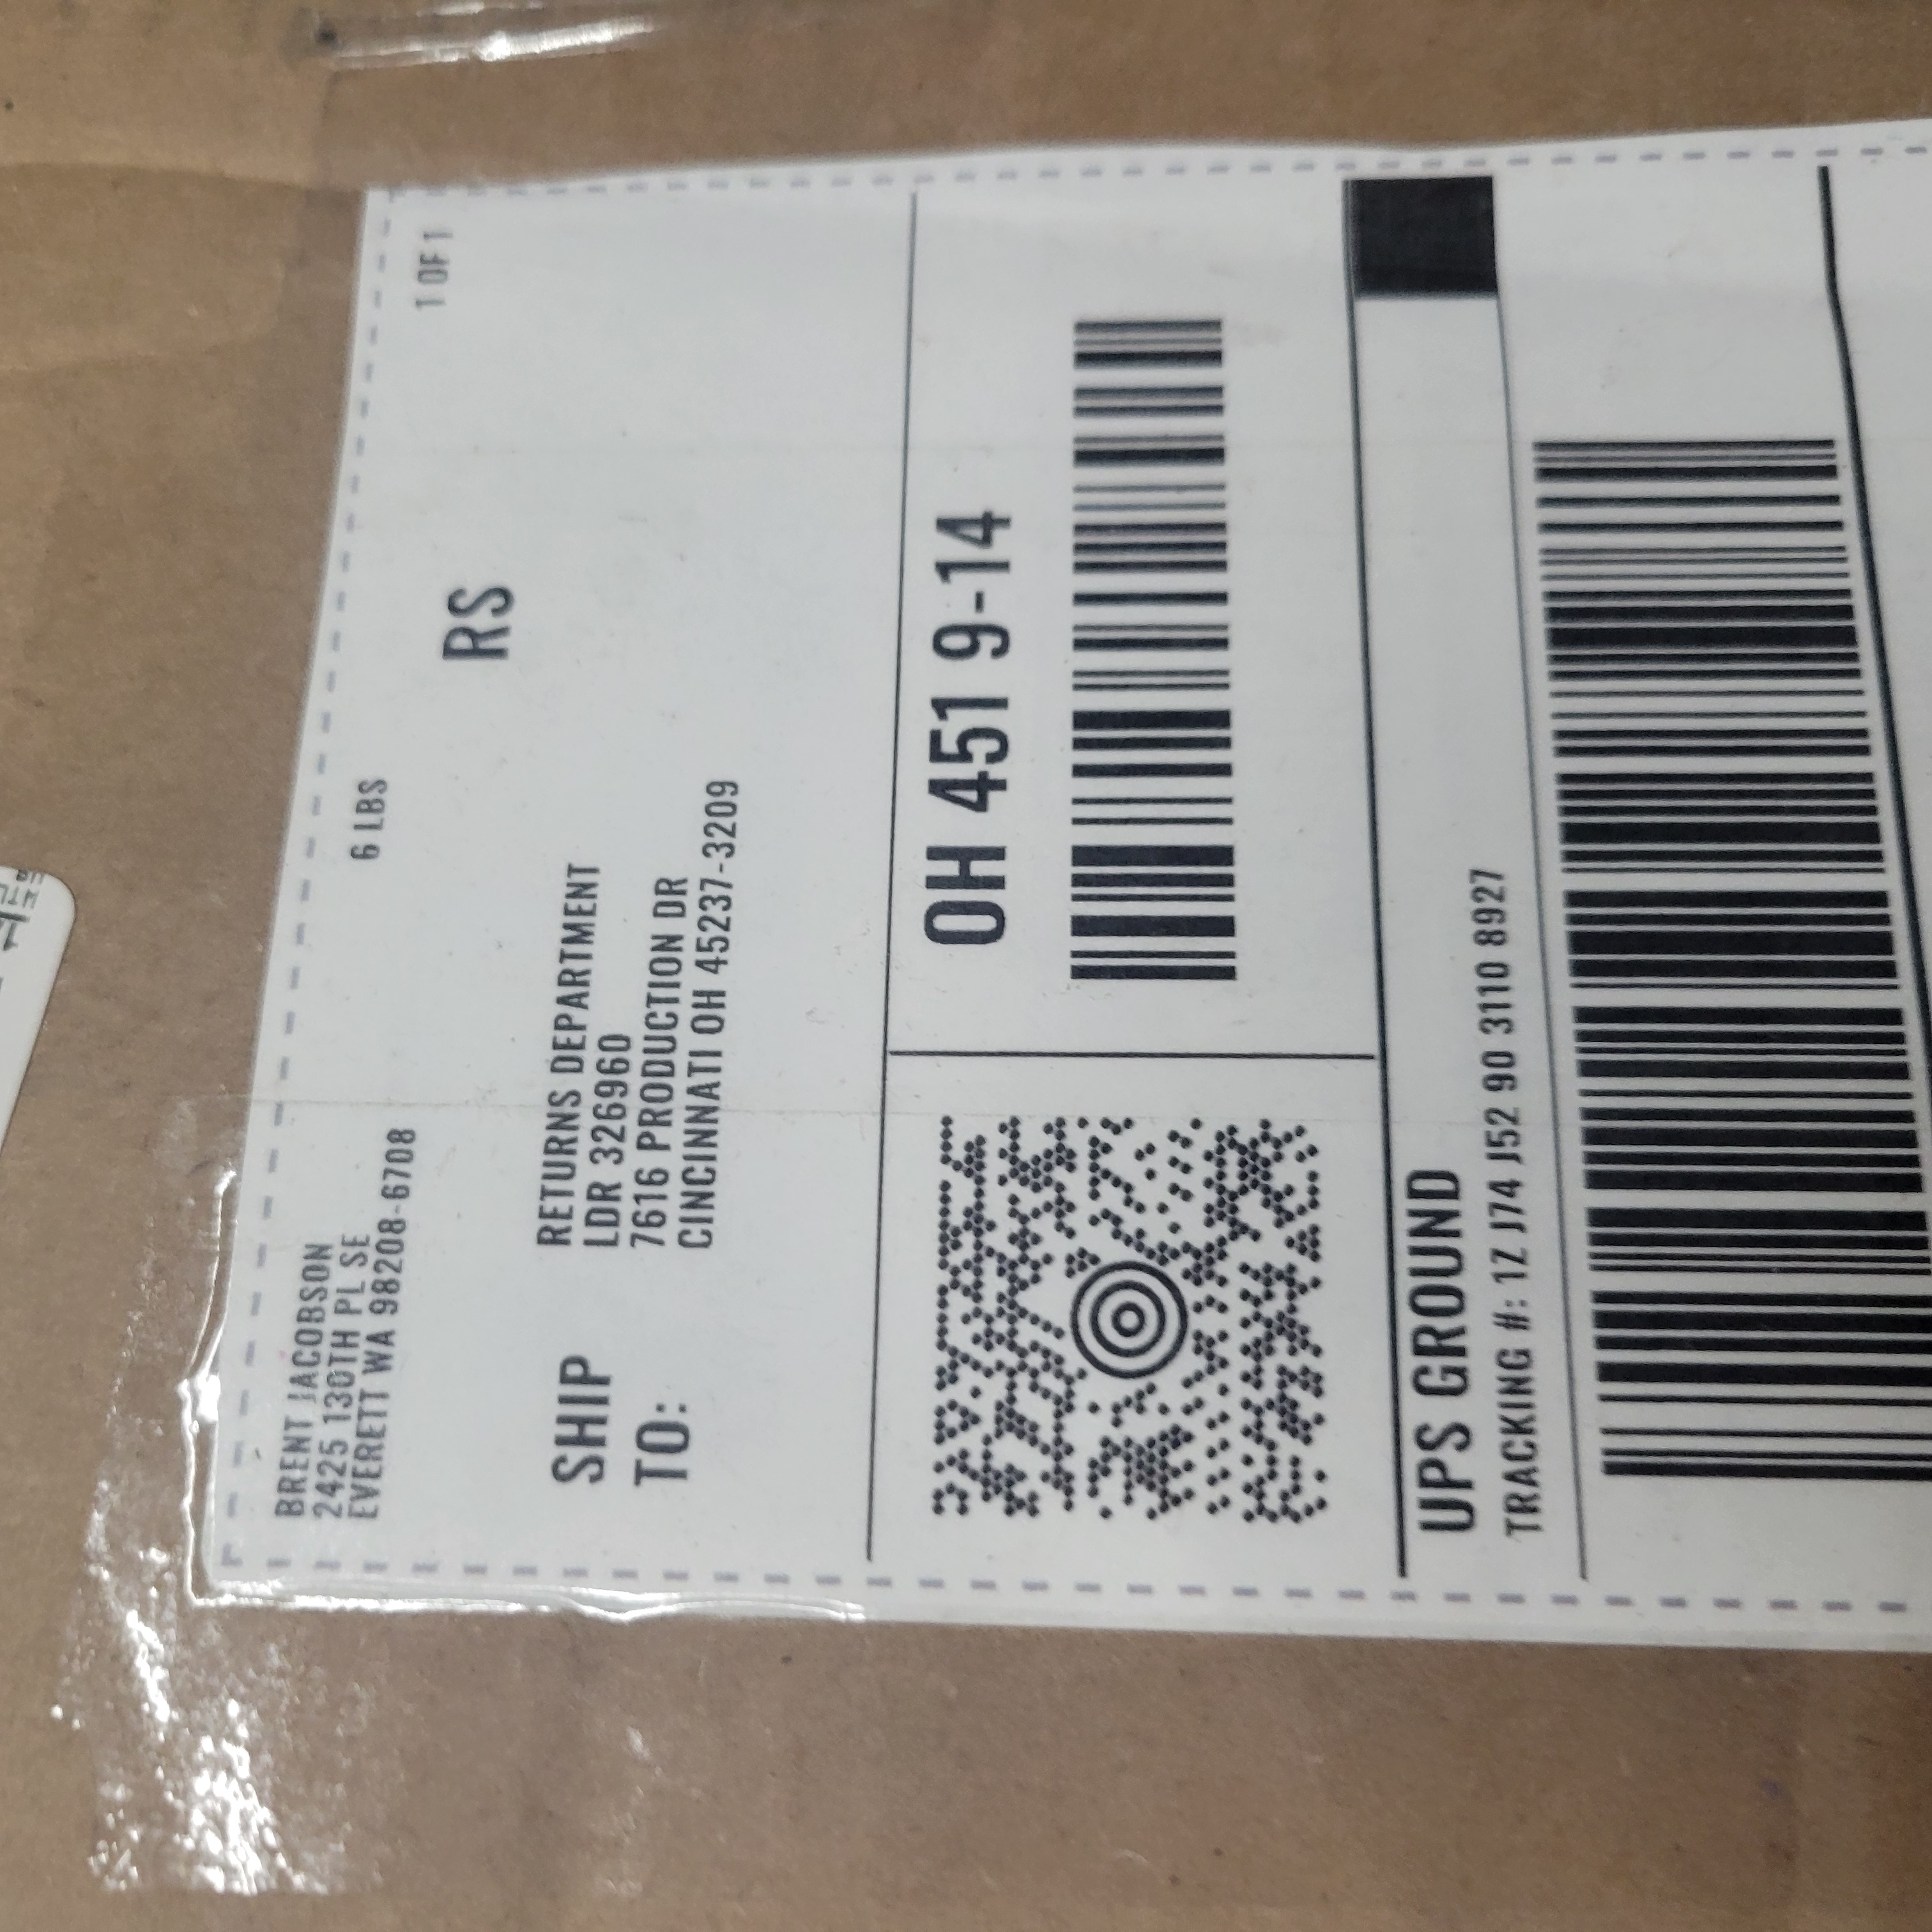 BRENT JACOBSON
2425 130TH PL SE
EVERETT WA 98208-6708
6 LBS
1 OF 1
RS
SHIP
TO:
RETURNS DEPARTMENT
LDR 326960
7616 PRODUCTION DR
CINCINNATI OH 45237-3209
OH 451 9-14
UPS GROUND
TRACKING #: 1Z J74 J52 90 3110 8927